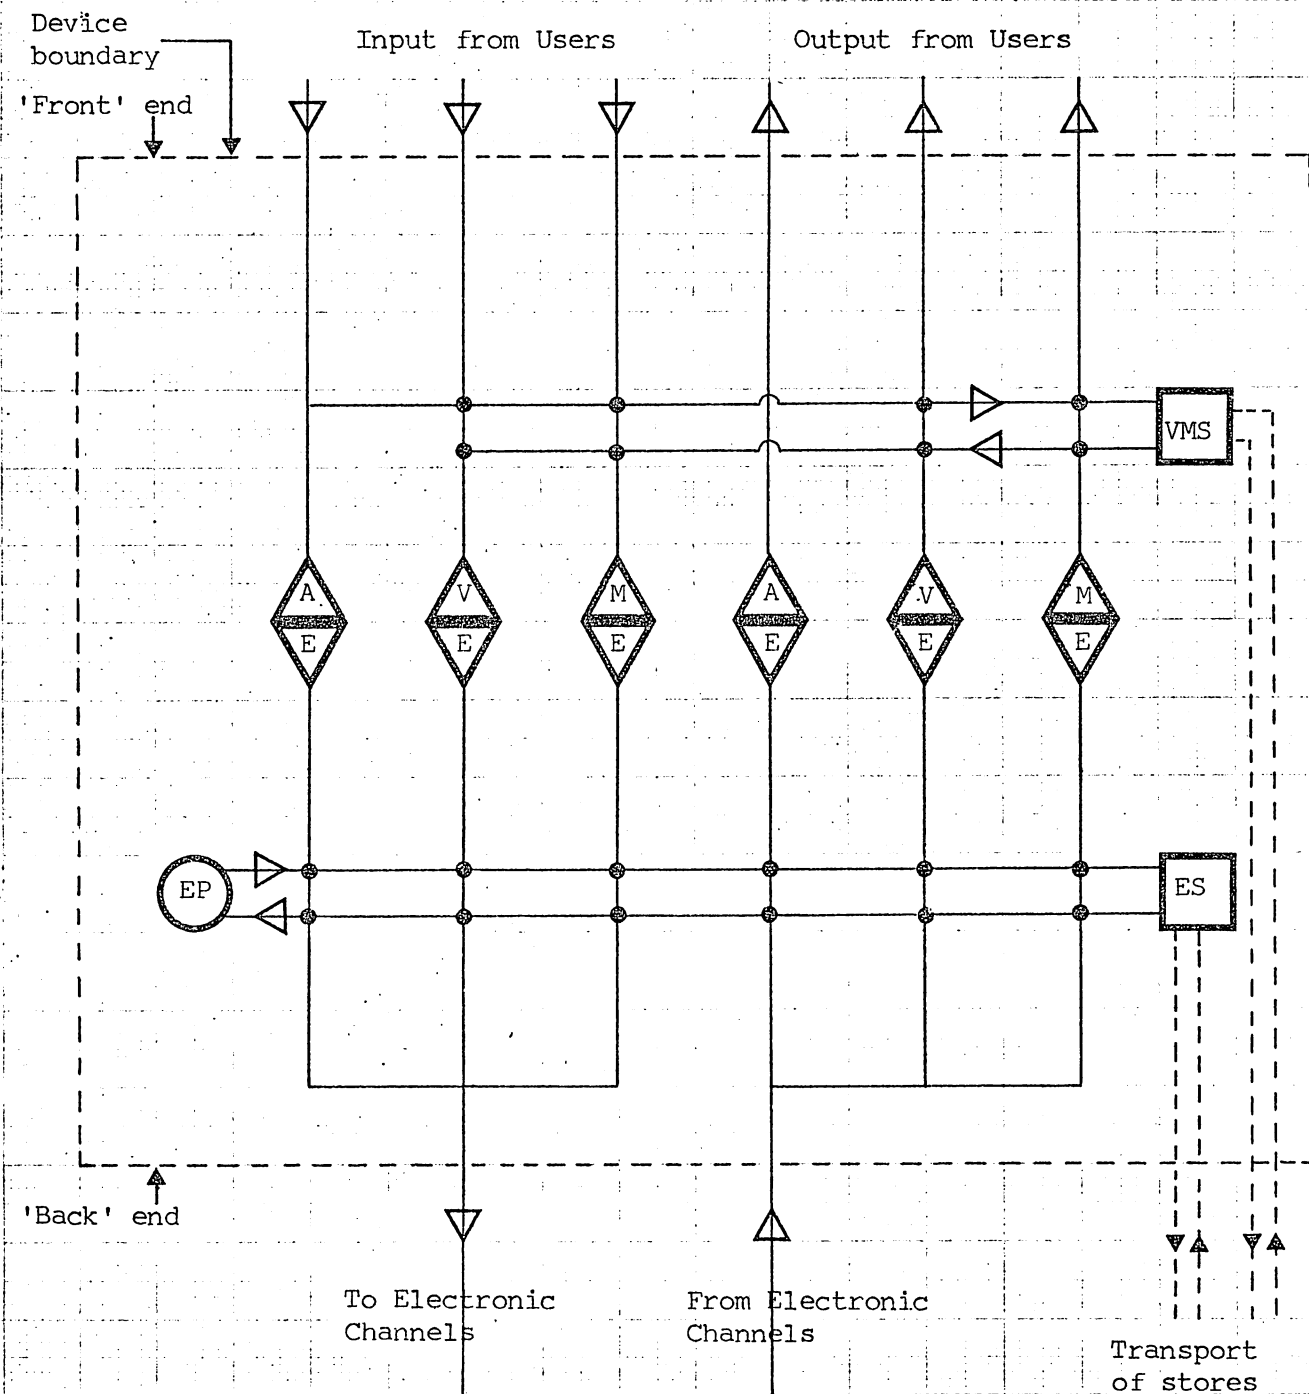 Device
boundary
Input from Users
Output from Users
'Front' end
VMS
A
E
V
E
M
E
A
E
V
E
M
E
EP
ES
'Back' end
To Electronic
Channels
From Electronic
Channels
Transport
of stores